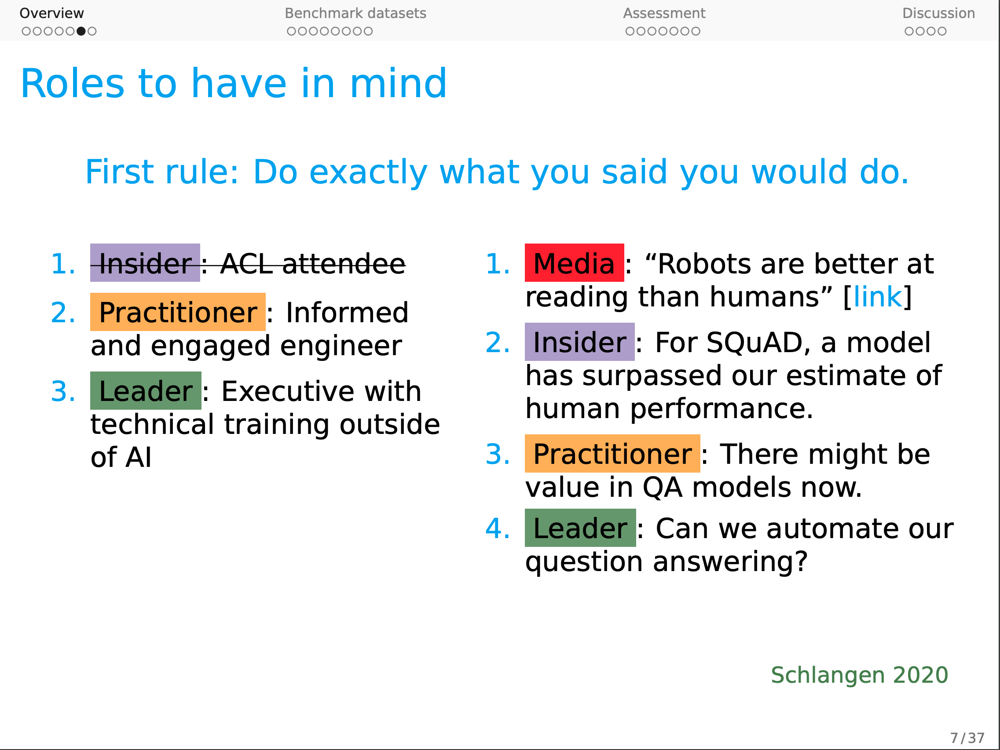 Overview
Benchmark datasets
Assessment
Discussion
Roles to have in mind
First rule: Do exactly what you said you would do.
1. Insider : ACL attendee
2. Practitioner : Informed
and engaged engineer
3. Leader : Executive with
technical training outside
of AI
1. Media : “Robots are better at
reading than humans” [link]
2. Insider : For SQuAD, a model
has surpassed our estimate of
human performance.
3. Practitioner : There might be
value in QA models now.
4. Leader : Can we automate our
question answering?
Schlangen 2020
7/37